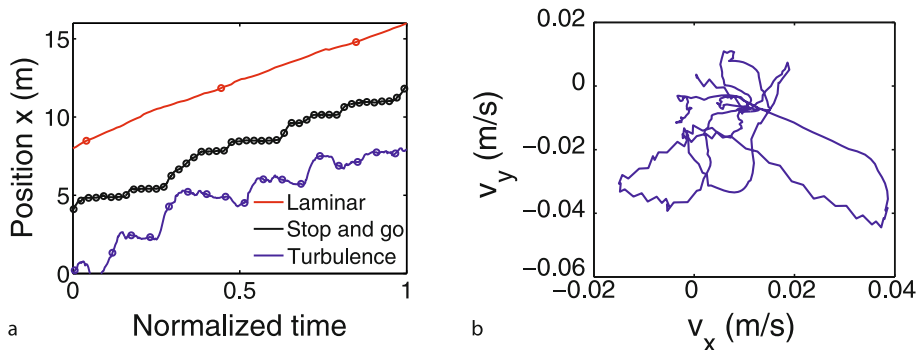 15
10
5
0
Position x (m)
Laminar
Stop and go
Turbulence
0
0.5
1
Normalized time
a
0.02
0
−0.02
−0.04
−0.06
v_y (m/s)
−0.02
0
0.02
0.04
v_x (m/s)
b